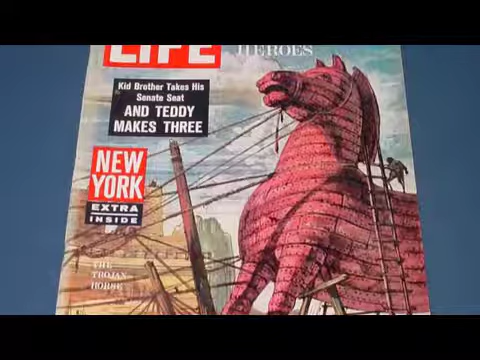 LIFE
HEROES
Kid Brother Takes His
Senate Seat
AND TEDDY
MAKES THREE
NEW
YORK
EXTRA
INSIDE
THE
TROJAN
HORSE